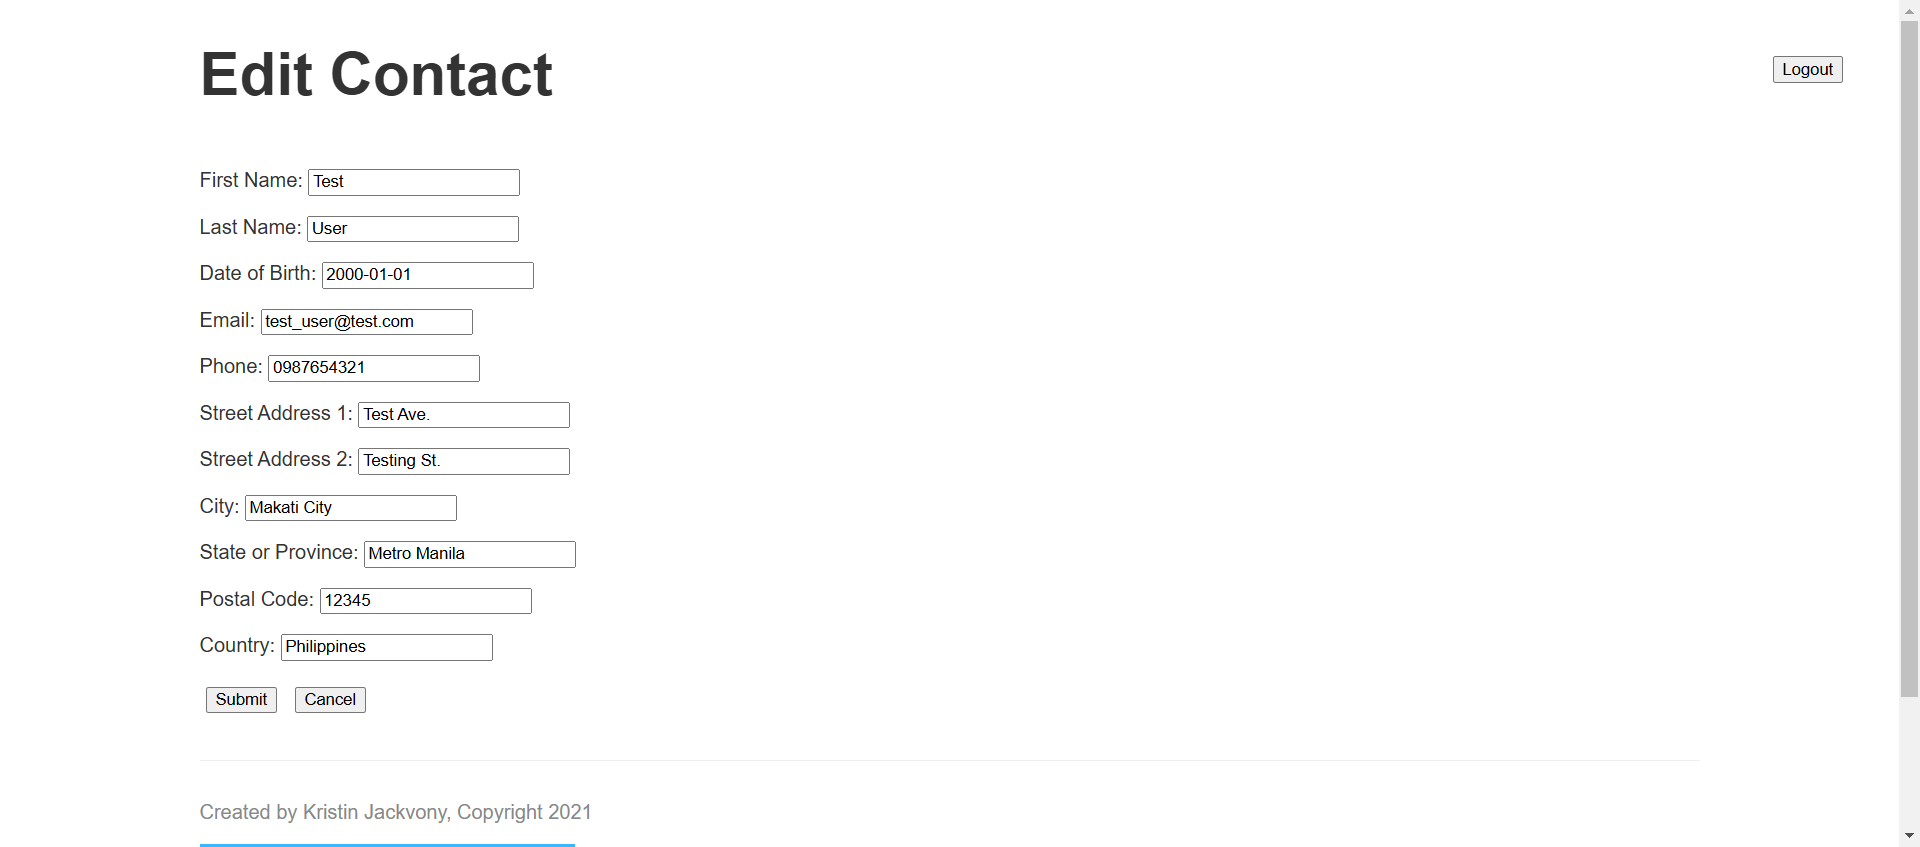 Edit Contact
Logout
First Name: Test
Last Name: User
Date of Birth: 2000-01-01
Email: test_user@test.com
Phone: 0987654321
Street Address 1: Test Ave.
Street Address 2: Testing St.
City: Makati City
State or Province: Metro Manila
Postal Code: 12345
Country: Philippines
Submit Cancel
Created by Kristin Jackvony, Copyright 2021